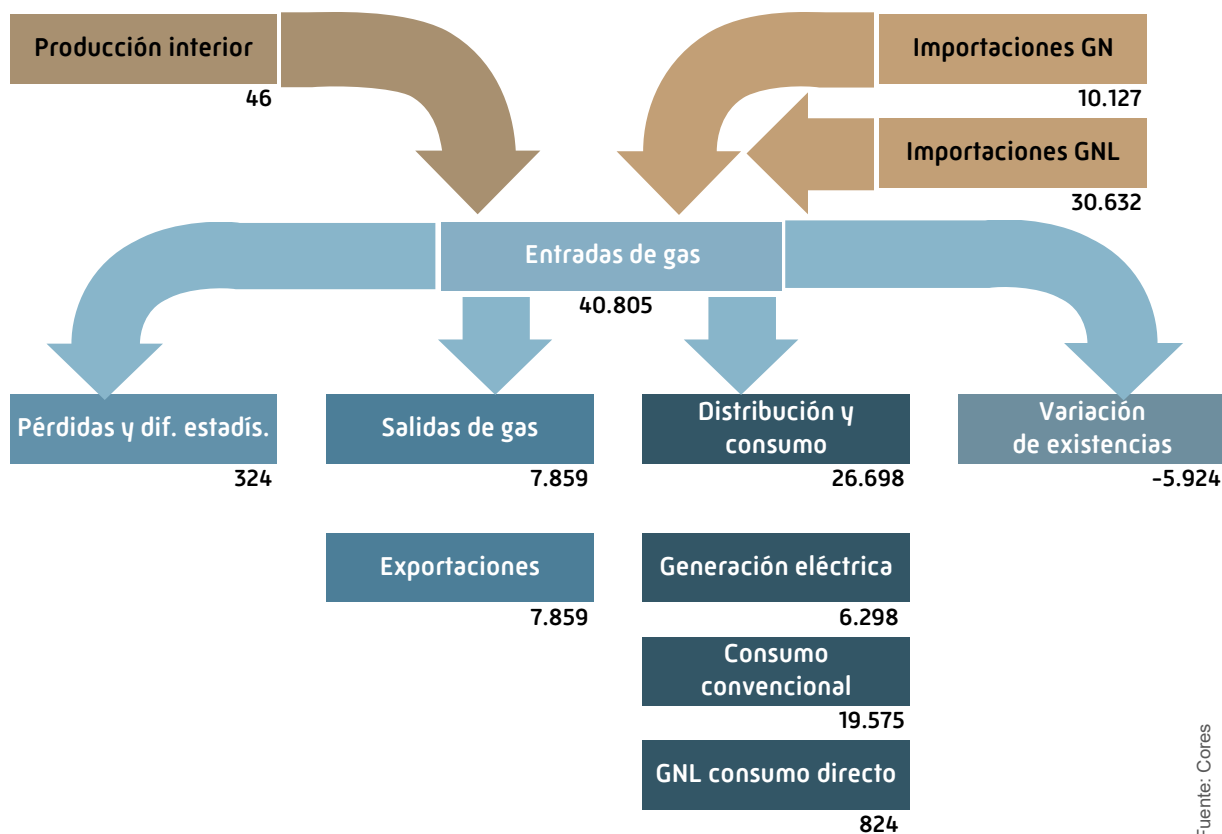 Producción interior
46
Importaciones GN
10.127
Importaciones GNL
30.632
Entradas de gas
40.805
Pérdidas y dif. estadís.
324
Salidas de gas
7.859
Distribución y
consumo
26.698
Variación
de existencias
-5.924
Exportaciones
7.859
Generación eléctrica
6.298
Consumo
convencional
19.575
GNL consumo directo
824
Fuente: Cores